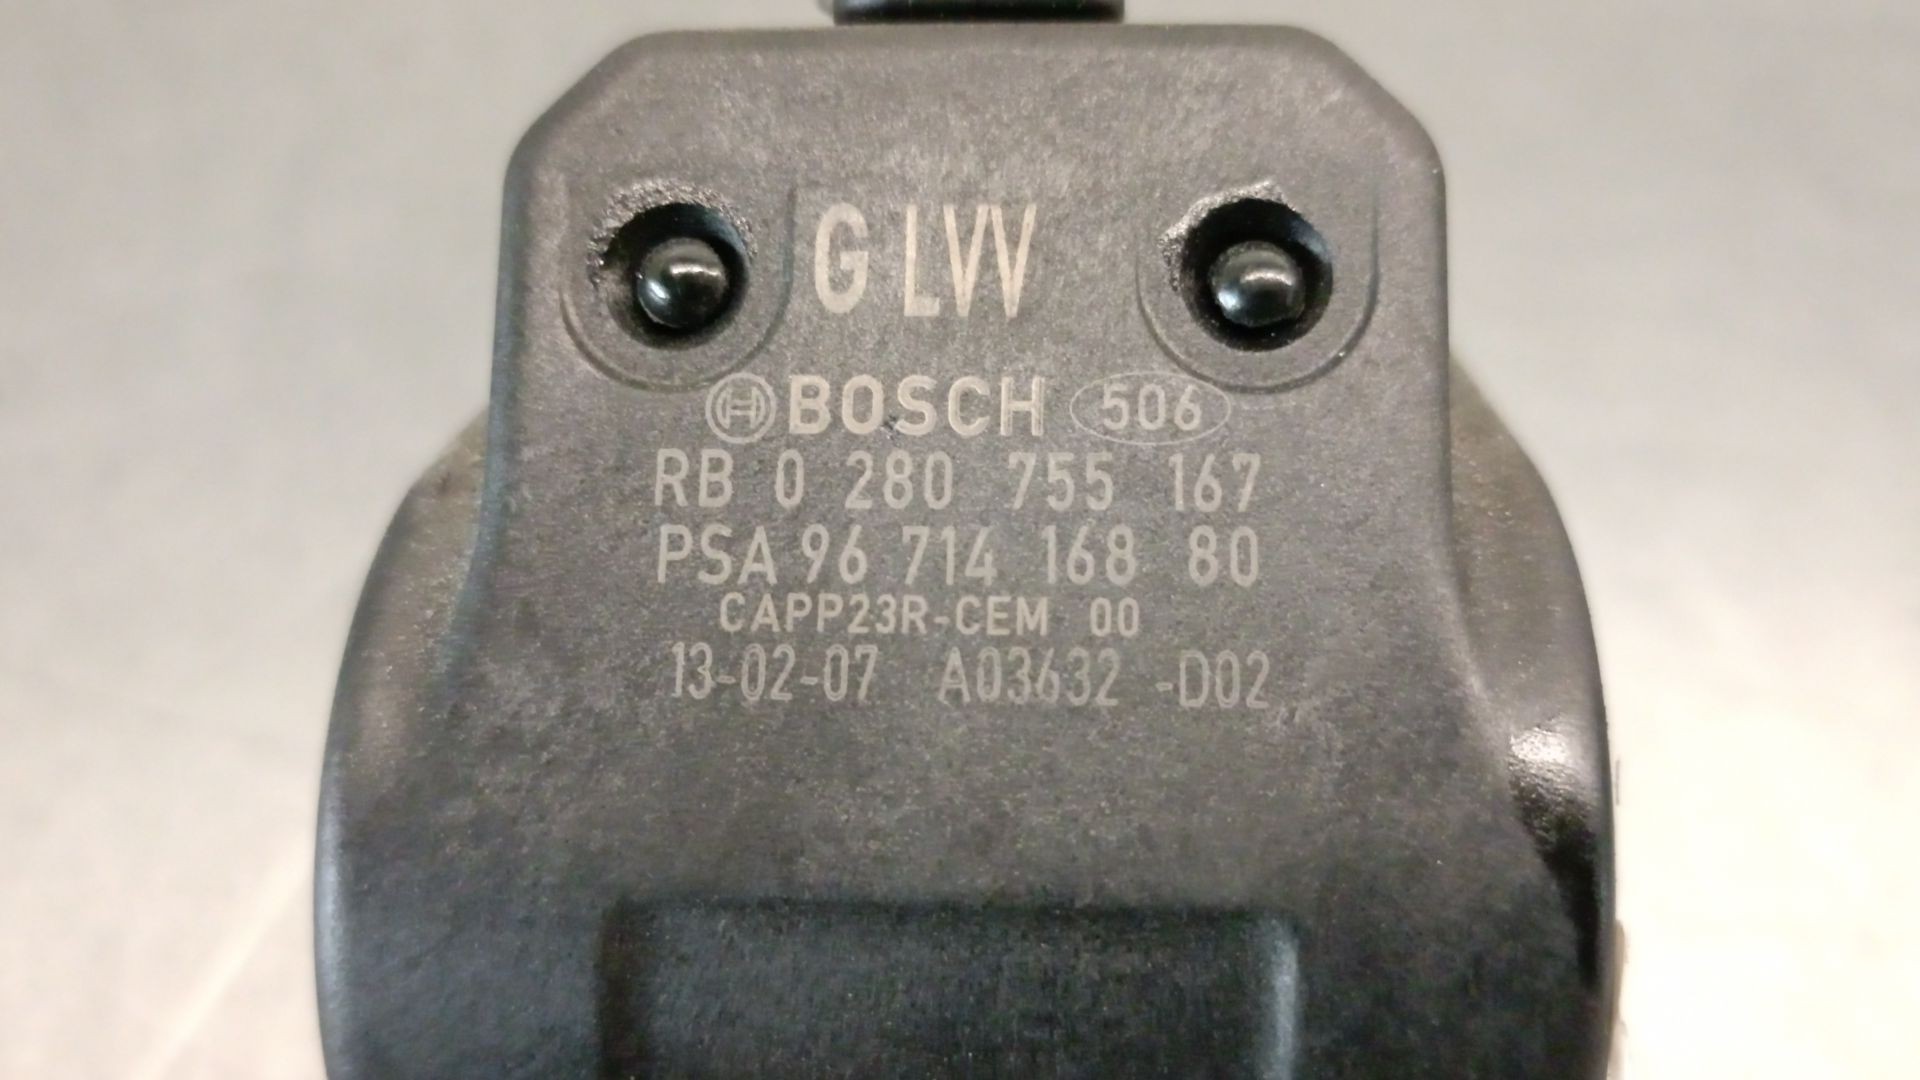 G LVV
BOSCH 506
RB 0 280 755 167
PSA 96 714 168 80
CAPP23R-CEM 00
13-02-07 A03632 -D02